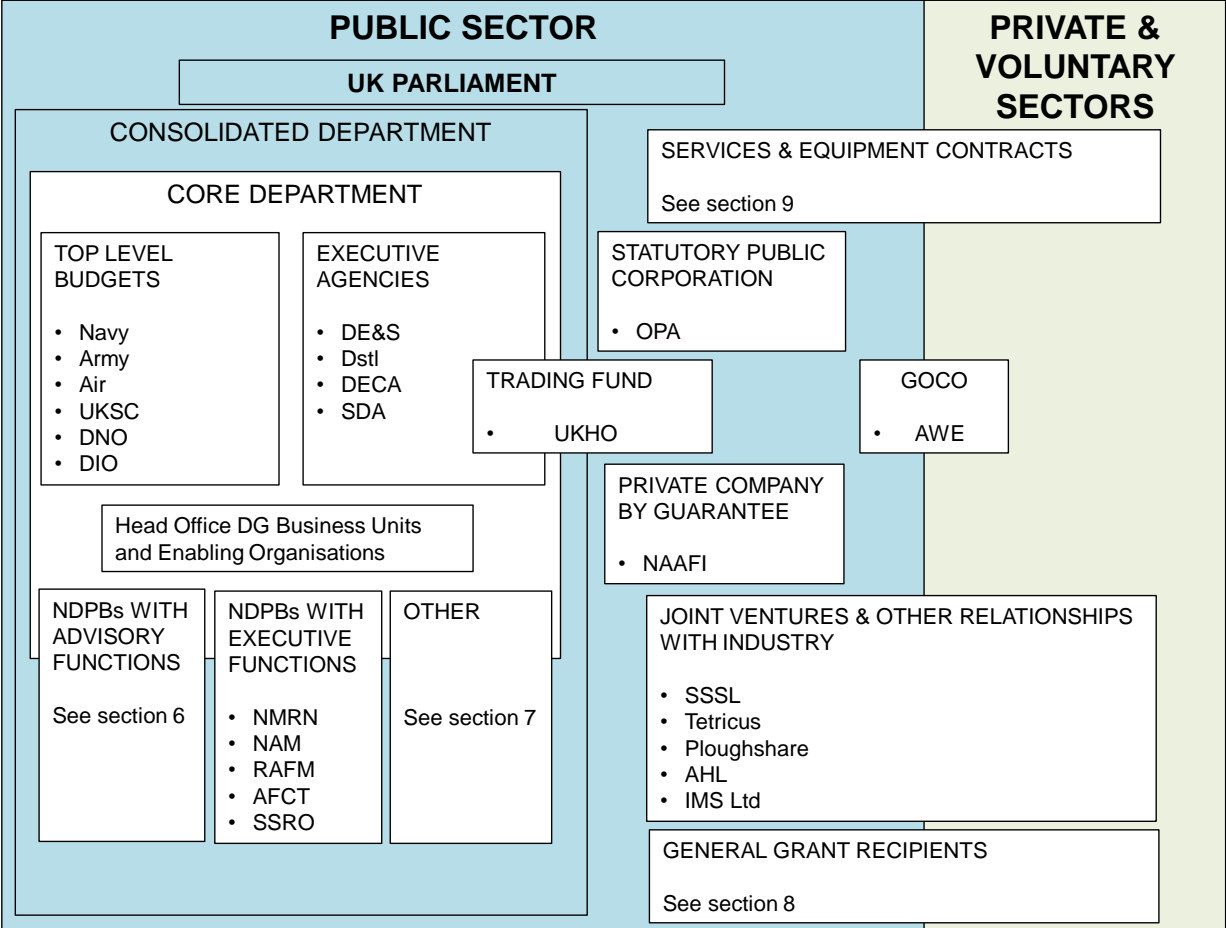 PUBLIC SECTOR
PRIVATE &
VOLUNTARY
SECTORS
UK PARLIAMENT
CONSOLIDATED DEPARTMENT
CORE DEPARTMENT
TOP LEVEL
BUDGETS
• Navy
• Army
• Air
• UKSC
• DNO
• DIO
EXECUTIVE
AGENCIES
• DE&S
• Dstl
• DECA
• SDA
Head Office DG Business Units
and Enabling Organisations
NDPBs WITH
ADVISORY
FUNCTIONS
See section 6
NDPBs WITH
EXECUTIVE
FUNCTIONS
• NMRN
• NAM
• RAFM
• AFCT
• SSRO
OTHER
See section 7
SERVICES & EQUIPMENT CONTRACTS
See section 9
STATUTORY PUBLIC
CORPORATION
• OPA
TRADING FUND
• UKHO
GOCO
• AWE
PRIVATE COMPANY
BY GUARANTEE
• NAAFI
JOINT VENTURES & OTHER RELATIONSHIPS
WITH INDUSTRY
• SSSL
• Tetricus
• Ploughshare
• AHL
• IMS Ltd
GENERAL GRANT RECIPIENTS
See section 8